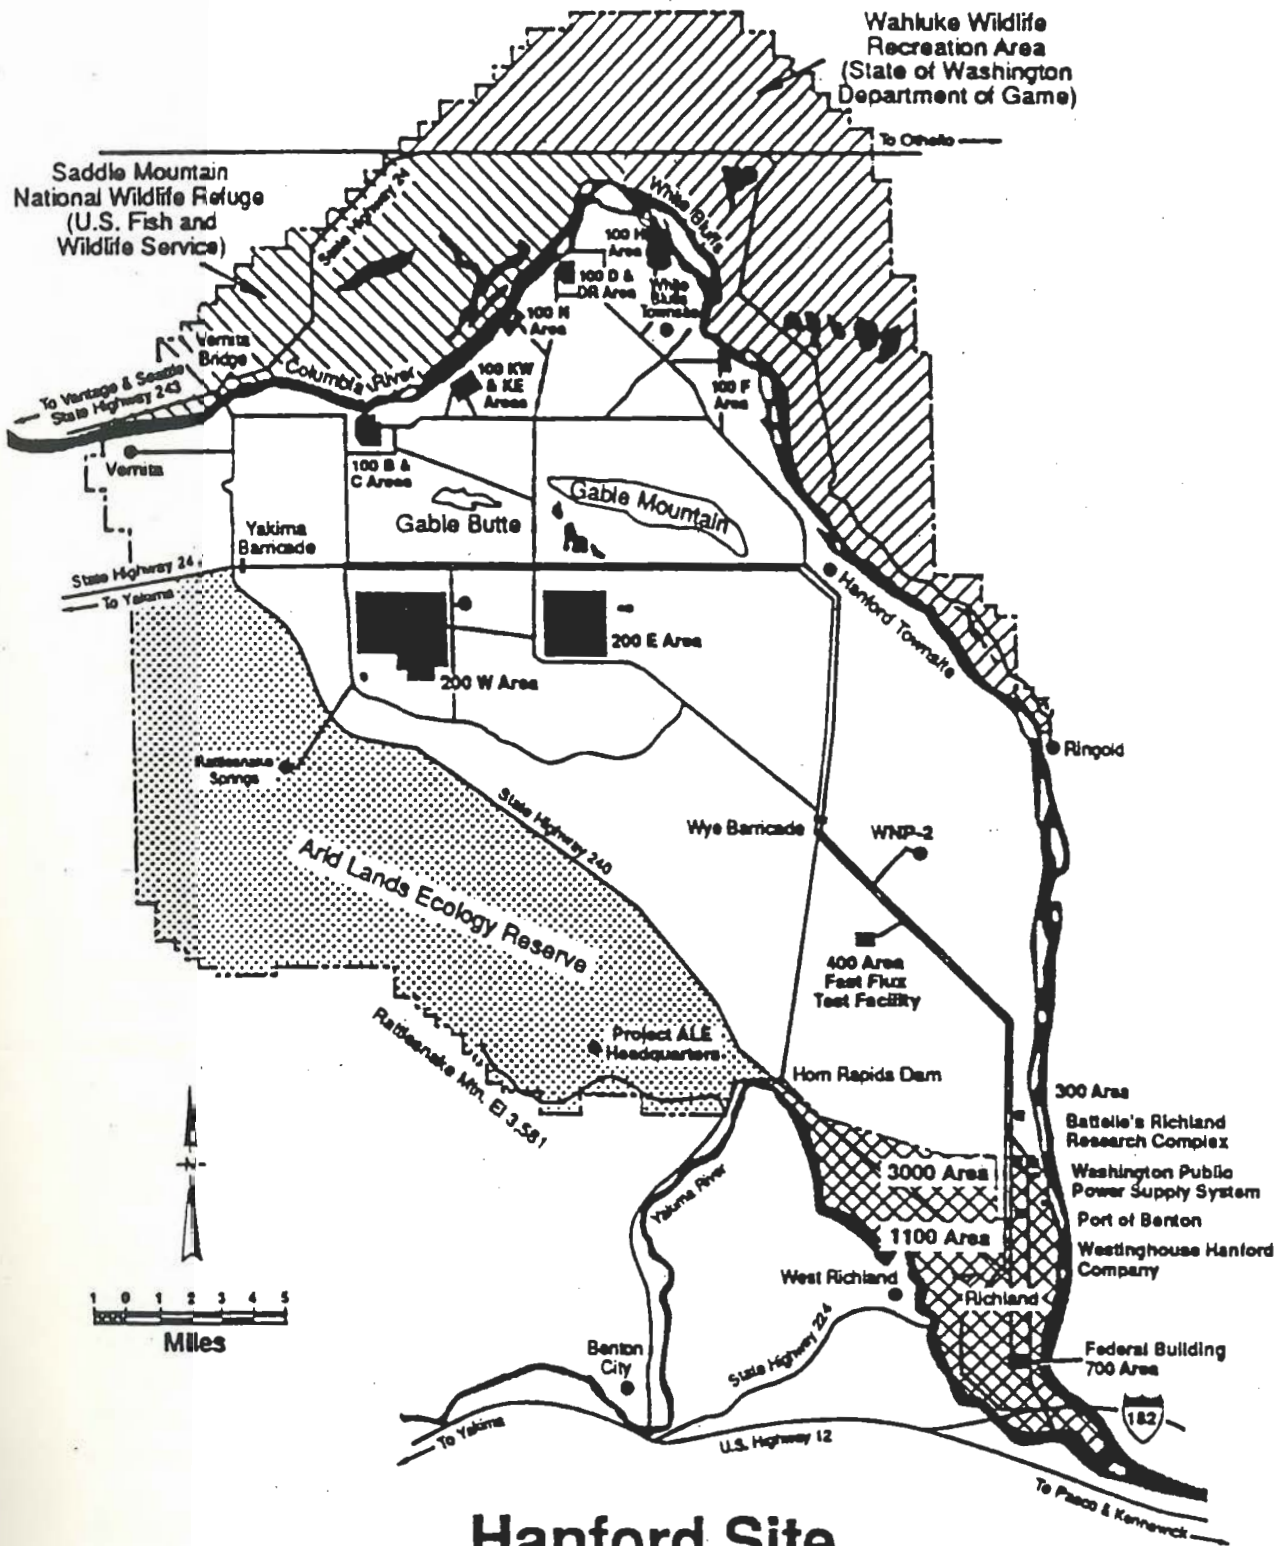 Wahluke Wildlife
Recreation Area
(State of Washington
Department of Game)
To Othello
Saddle Mountain
National Wildlife Refuge
(U.S. Fish and
Wildlife Service)
State Highway 24
White Bluffs
100 H
Area
100 D &
DR Area
White
Bluffs
Townsite
100 N
Area
Vernita
Bridge
Columbia River
100 KW
& KE
Areas
100 F
Area
To Vantage & Seattle
State Highway 243
Vernita
100 B &
C Areas
Gable Butte
Gable Mountain
Yakima
Barricade
State Highway 24
To Yakima
Hanford Townsite
200 E Area
200 W Area
Rattlesnake
Springs
Ringold
State Highway 240
Wye Barricade
WNP-2
Arid Lands Ecology Reserve
400 Area
Fast Flux
Test Facility
Project ALE
Headquarters
Rattlesnake Mtn. El 3,581
Horn Rapids Dam
300 Area
Battelle's Richland
Research Complex
3000 Area
Washington Public
Power Supply System
Yakima River
Port of Benton
1100 Area
Westinghouse Hanford
Company
West Richland
Richland
1 0 1 2 3 4 5
Miles
State Highway 224
Benton
City
Federal Building
700 Area
182
To Yakima
U.S. Highway 12
To Pasco & Kennewick
Hanford Site